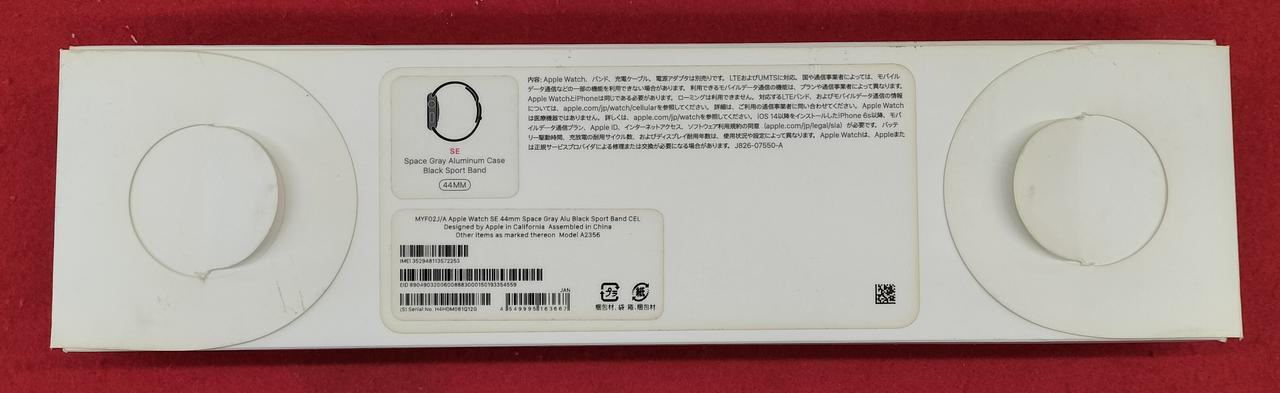 SE
Space Gray Aluminum Case
Black Sport Band
44MM
内容: Apple Watch、バンド、充電ケーブル。電源アダプタは別売りです。LTEおよびUMTSに対応。国や通信事業者によっては、モバイル
データ通信などの一部の機能を利用できない場合があります。利用できるモバイルデータ通信の機能は、プランや通信事業者によって異なります。
Apple WatchとiPhoneは同じである必要があります。ローミングは利用できません。対応するLTEバンド、およびモバイルデータ通信の情報
については、apple.com/jp/watch/cellularを参照してください。詳細は、ご利用の通信事業者に問い合わせてください。Apple Watch
は医療機器ではありません。詳しくは、apple.com/jp/watchを参照してください。iOS 14以降をインストールしたiPhone 6s以降、モバ
イルデータ通信プラン、Apple ID、インターネットアクセス、ソフトウェア利用規約の同意（apple.com/jp/legal/sla）が必要です。バッテ
リー駆動時間、充放電の耐用サイクル数、およびディスプレイ耐用年数は、使用状況や設定によって異なります。Apple Watchは、Appleまた
は正規サービスプロバイダによる修理または交換が必要になる場合があります。J826-07550-A
MYF02J/A Apple Watch SE 44mm Space Gray Alu Black Sport Band CEL
Designed by Apple in California Assembled in China
Other items as marked thereon Model A2356
IMEI 352948113572253
EID 89049032006008883000150193354559
JAN
(S) Serial No. H4HDM081Q120
4 549995 163667
プラ
紙
梱包材, 袋
箱, 梱包材